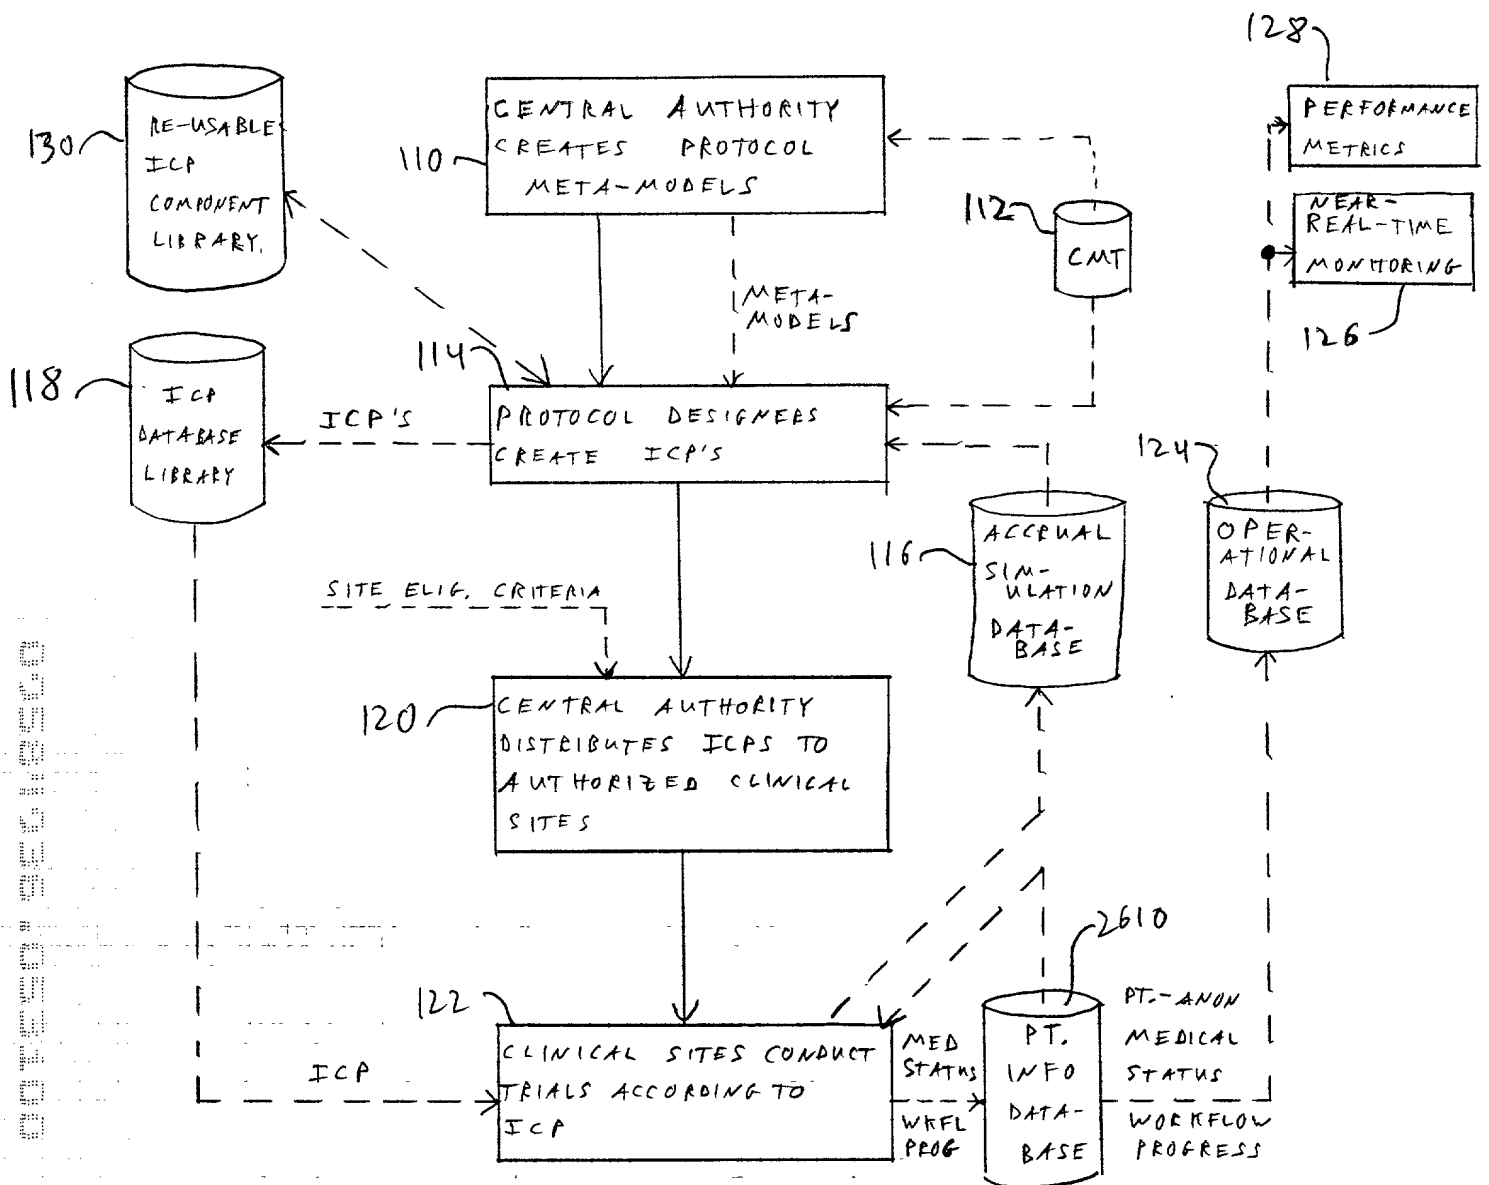 128
PERFORMANCE
METRICS
RE-USABLE
ICP
COMPONENT
LIBRARY.
130
CENTRAL AUTHORITY
CREATES PROTOCOL
META-MODELS
110
112
CMT
NEAR-
REAL-TIME
MONITORING
126
META-
MODELS
114
118
ICP
DATABASE
LIBRARY
ICP'S
PROTOCOL DESIGNERS
CREATE ICP'S
124
116
ACCRUAL
SIM-
ULATION
DATA-
BASE
OPER-
ATIONAL
DATA-
BASE
SITE ELIG. CRITERIA
120
CENTRAL AUTHORITY
DISTRIBUTES ICPS TO
AUTHORIZED CLINICAL
SITES
2610
122
CLINICAL SITES CONDUCT
TRIALS ACCORDING TO
ICP
ICP
MED
STATUS
WKFL
PROG
PT.
INFO
DATA-
BASE
PT.-ANON
MEDICAL
STATUS
WORKFLOW
PROGRESS